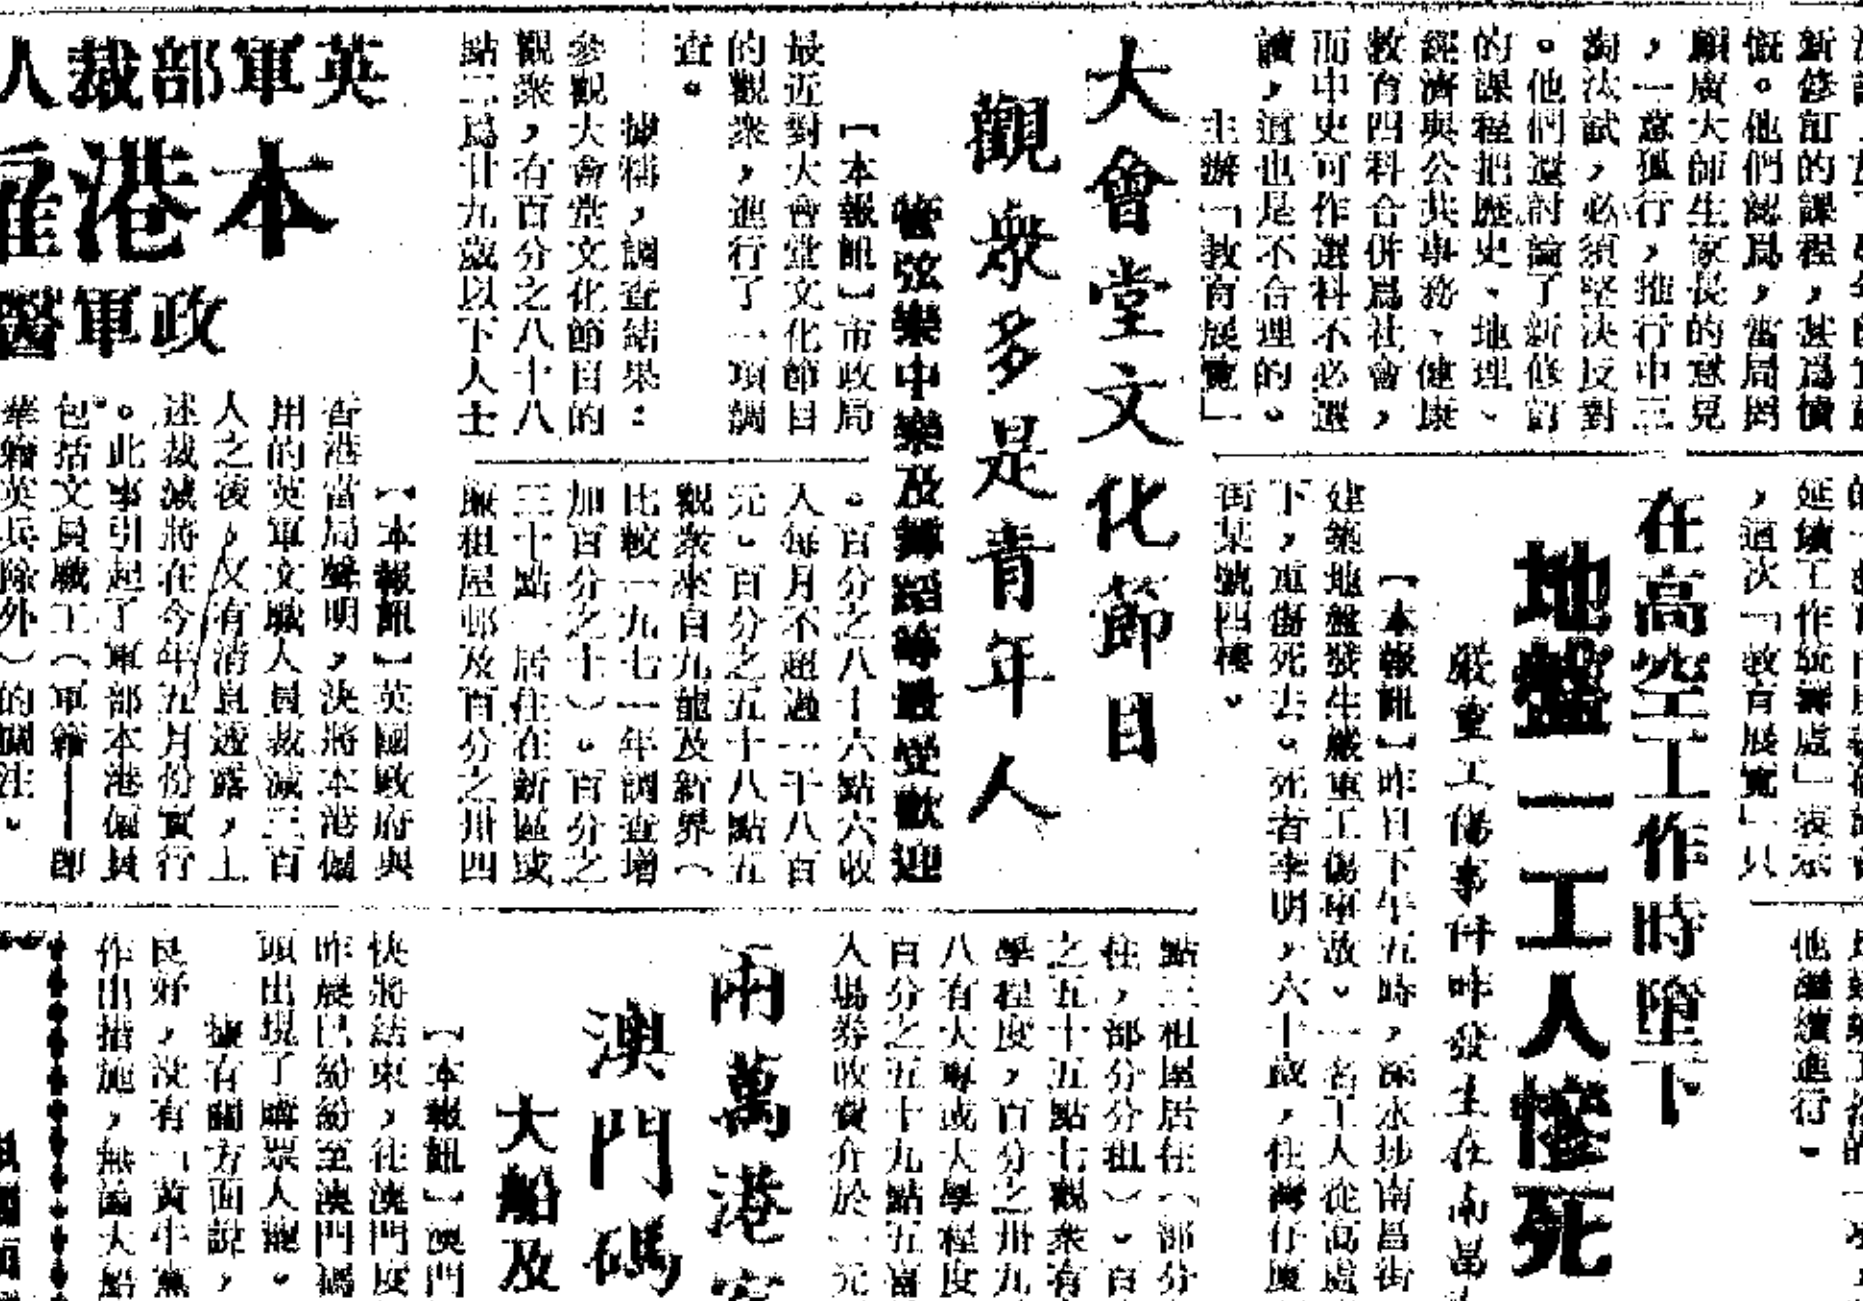 新修訂的課程，甚爲憤
慨。他們認爲，當局罔
顧廣大師生家長的意見
，一意孤行，推行中三
淘汰試，必須堅决反對
。他們還討論了新修訂
的課程把歷史、地理、
經濟與公共事務、健康
教育四科合併爲社會，
而中史可作選科不必選
讀，這也是不合理的。
主辦「教育展覽」
延續工作統籌處」表示
，這次「教育展覽」只
他繼續進行。
在高空工作時墮下
地盤一工人慘死
嚴重工傷事件昨發生在南昌
【本報訊】昨日下午五時，深水埗南昌街
建築地盤發生嚴重工傷事故。一名工人從高處
下，重傷死去。死者李明，六十歲，住灣仔廈
街某號四樓。
大會堂文化節目
觀衆多是青年人
管弦樂中樂及舞蹈等最受歡迎
【本報訊】市政局
最近對大會堂文化節目
的觀衆，進行了一項調
查。
據稱，調查結果：
參觀大會堂文化節目的
觀衆，有百分之八十八
點二爲廿九歲以下人士
。百分之八十六點六收
入每月不超過一千八百
元。百分之五十八點五
觀衆來自九龍及新界（
比較一九七一年調查增
加百分之十）。百分之
三十點一居住在新區或
廉租屋邨及百分之卅四
點三租屋居住（部分
住，部分分租）。百
之五十五點七觀衆有
學程度，百分之卅九
八有大專或大學程度
百分之五十九點五嘗
入場券收費介於一元
英軍部裁人
本港雇
政軍醫
【本報訊】英國政府與
香港當局聲明，決將本港僱
用的英軍文職人員裁減三百
人之後，又有消息透露，上
述裁減將在今年五月份實行
。此事引起了軍部本港僱員
包括文員職工（軍籍——即
華籍英兵除外）的關注。
兩萬港客
澳門碼
大船及
【本報訊】澳門
快將結束，往澳門度
昨晨已紛紛至澳門碼
頭出現了購票人龍。
據有關方面說，
良好，沒有「黃牛黨
作出措施，無論大船